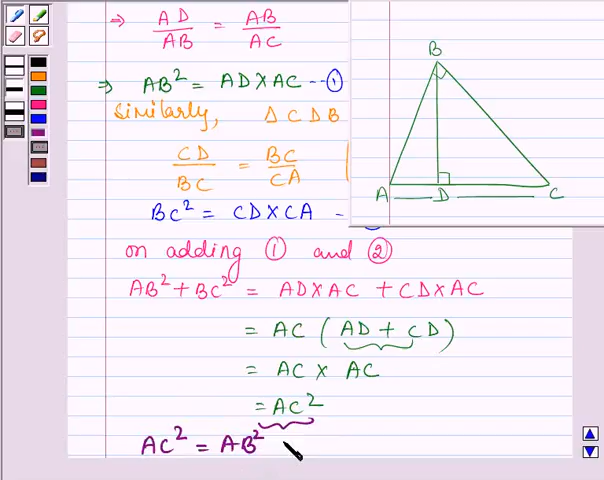 ⇒ AD/AB = AB/AC
⇒ AB² = AD×AC --①
Similarly, Δ CDB
CD/BC = BC/CA (
BC² = CD×CA -
on adding ① and ②
AB²+BC² = AD×AC + CD×AC
= AC (AD + CD)
= AC × AC
= AC²
AC² = AB²
B
A D C